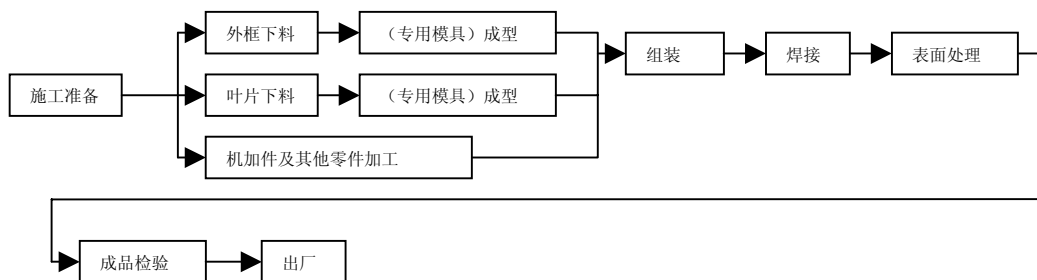 外框下料
（专用模具）成型
组装
焊接
表面处理
施工准备
叶片下料
（专用模具）成型
机加件及其他零件加工
成品检验
出厂